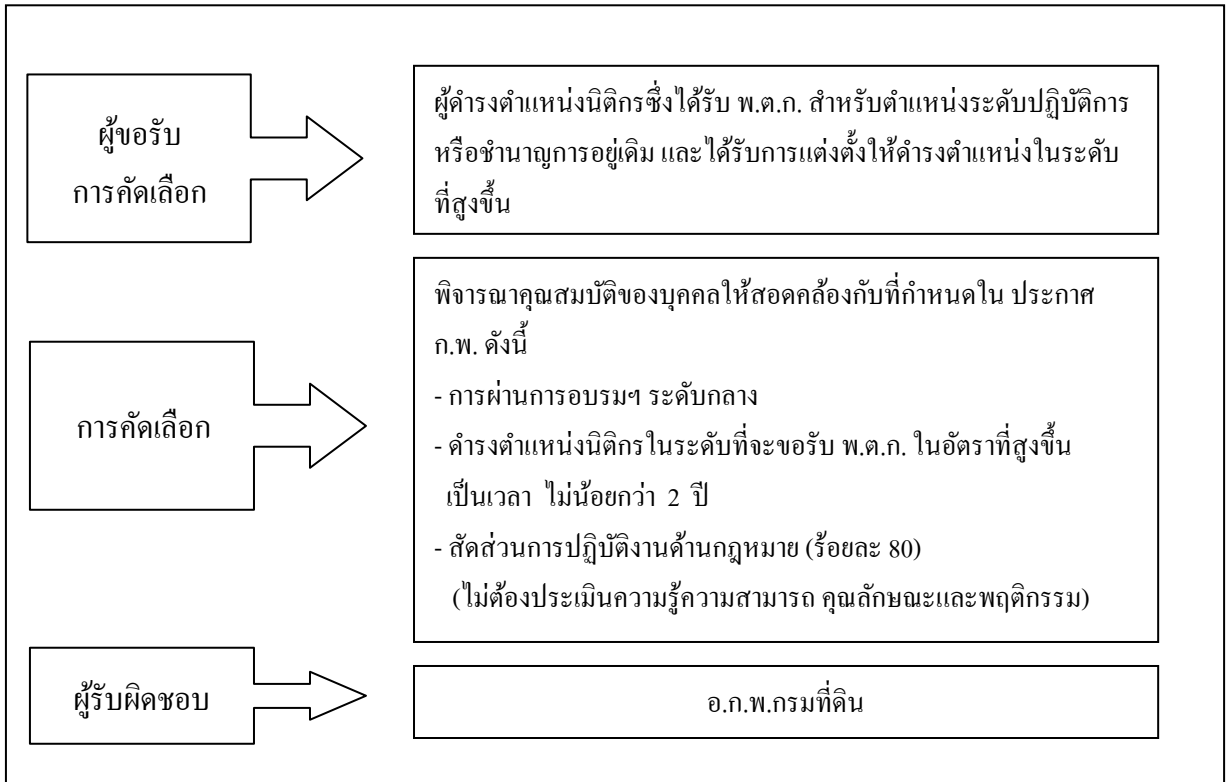 ผู้ขอรับ
การคัดเลือก
ผู้ดำรงตำแหน่งนิติกรซึ่งได้รับ พ.ต.ก. สำหรับตำแหน่งระดับปฏิบัติการ
หรือชำนาญการอยู่เดิม และได้รับการแต่งตั้งให้ดำรงตำแหน่งในระดับ
ที่สูงขึ้น
การคัดเลือก
พิจารณาคุณสมบัติของบุคคลให้สอดคล้องกับที่กำหนดใน ประกาศ
ก.พ. ดังนี้
- การผ่านการอบรมฯ ระดับกลาง
- ดำรงตำแหน่งนิติกรในระดับที่จะขอรับ พ.ต.ก. ในอัตราที่สูงขึ้น
เป็นเวลา ไม่น้อยกว่า 2 ปี
- สัดส่วนการปฏิบัติงานด้านกฎหมาย (ร้อยละ 80)
(ไม่ต้องประเมินความรู้ความสามารถ คุณลักษณะและพฤติกรรม)
ผู้รับผิดชอบ
อ.ก.พ.กรมที่ดิน